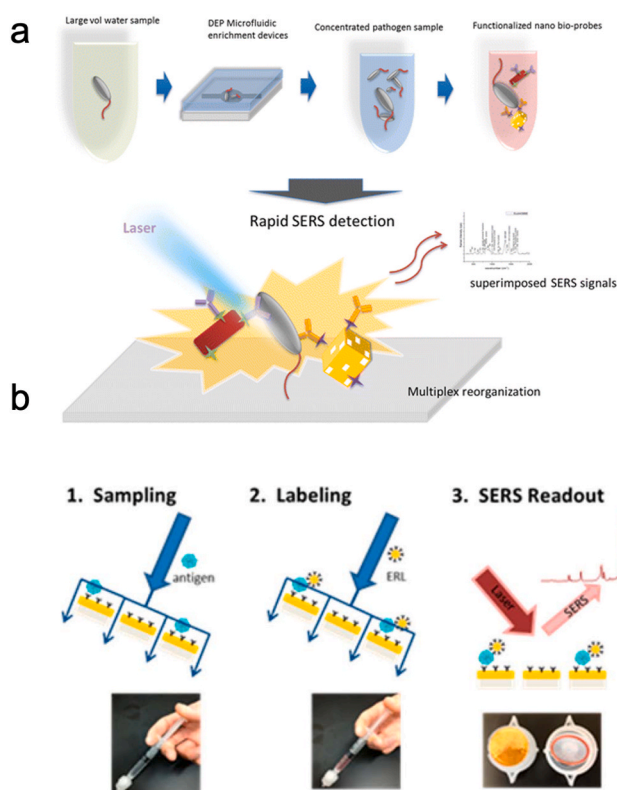 a
Large vol water sample
DEP Microfluidic
enrichment devices
Concentrated pathogen sample
Functionalized nano bio-probes
Rapid SERS detection
Laser
superimposed SERS signals
Multiplex reorganization
b
1. Sampling
2. Labeling
3. SERS Readout
antigen
ERL
Laser
SERS